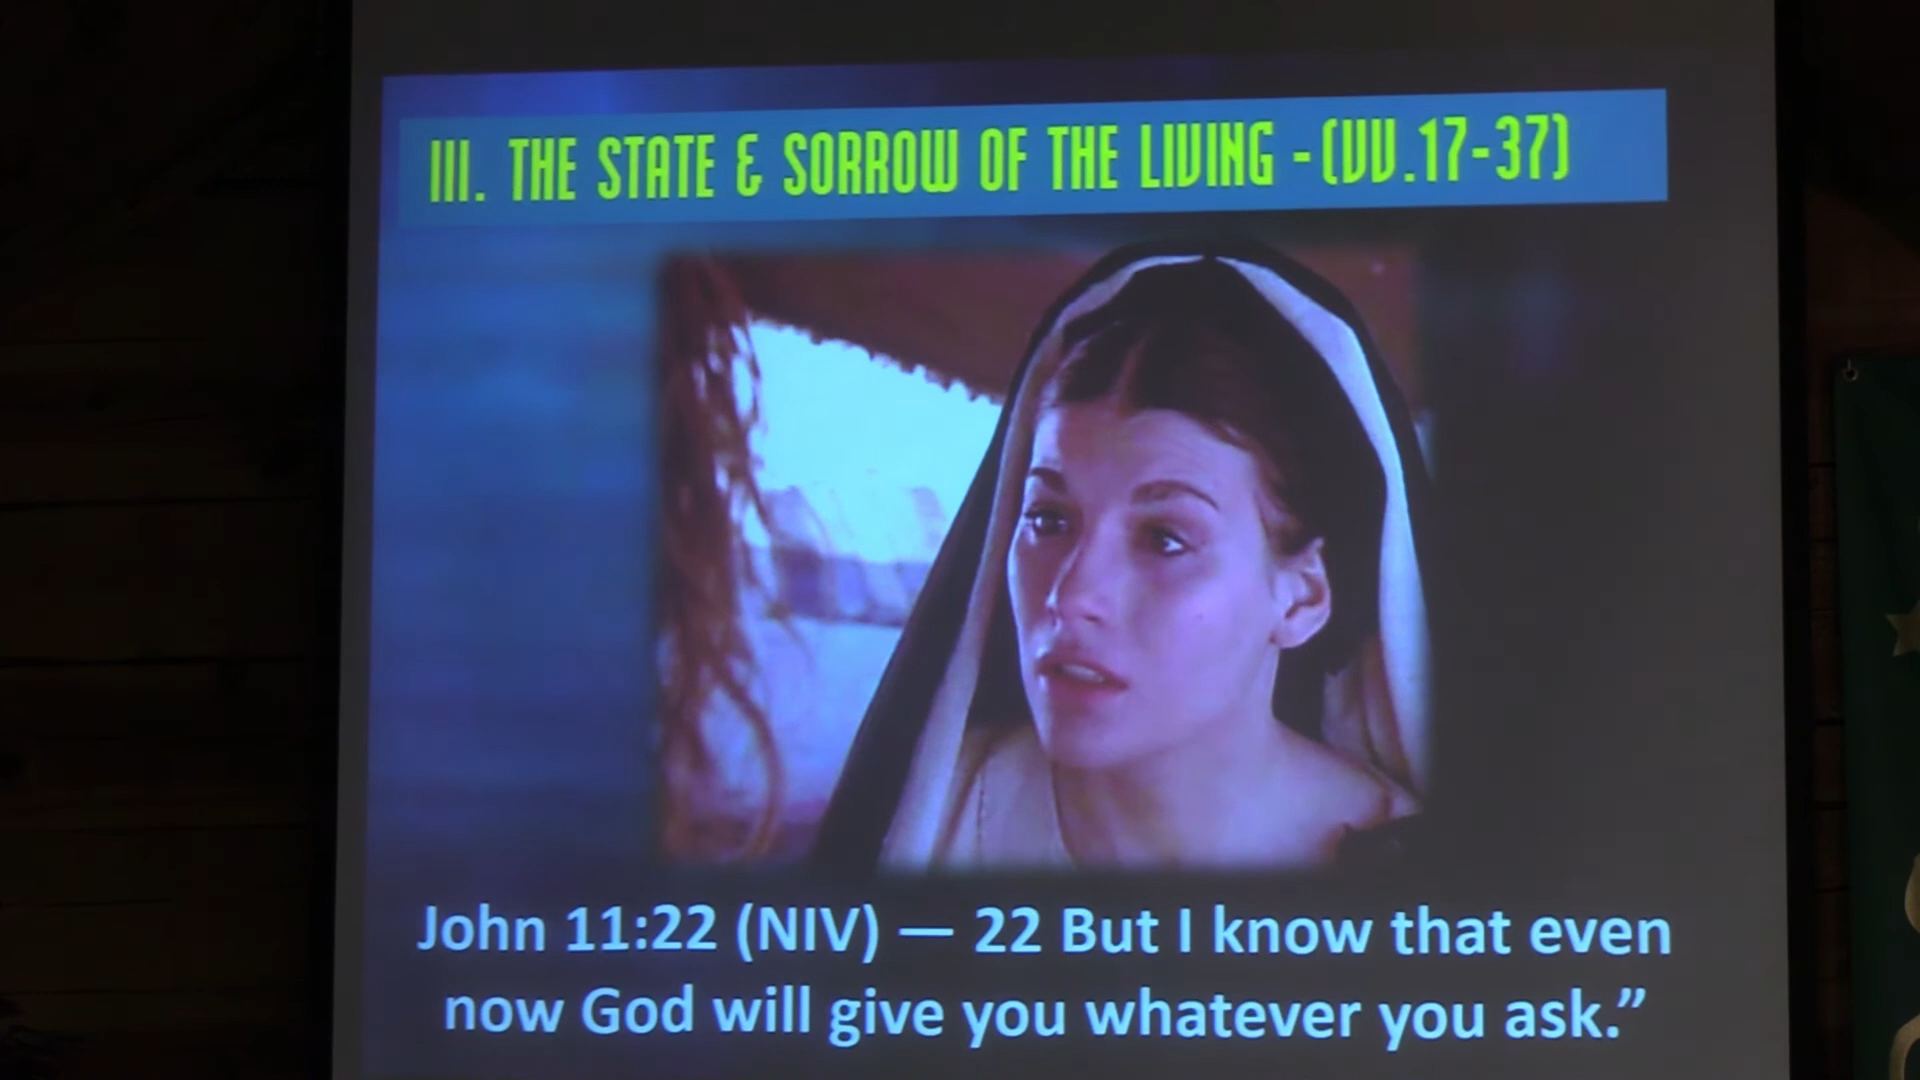 III. THE STATE & SORROW OF THE LIVING - (VV.17-37)
John 11:22 (NIV) — 22 But I know that even
now God will give you whatever you ask.”